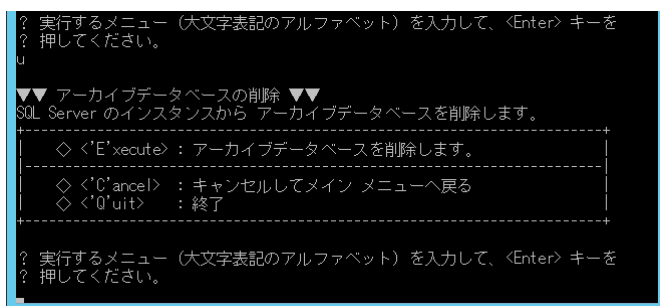 ? 実行するメニュー（大文字表記のアルファベット）を入力して、<Enter> キーを
? 押してください。
u
▼▼ アーカイブデータベースの削除 ▼▼
SQL Server のインスタンスから アーカイブデータベースを削除します。
◇ <'E'xecute> : アーカイブデータベースを削除します。
◇ <'C'ancel> : キャンセルしてメイン メニューへ戻る
◇ <'Q'uit> : 終了
? 実行するメニュー（大文字表記のアルファベット）を入力して、<Enter> キーを
? 押してください。